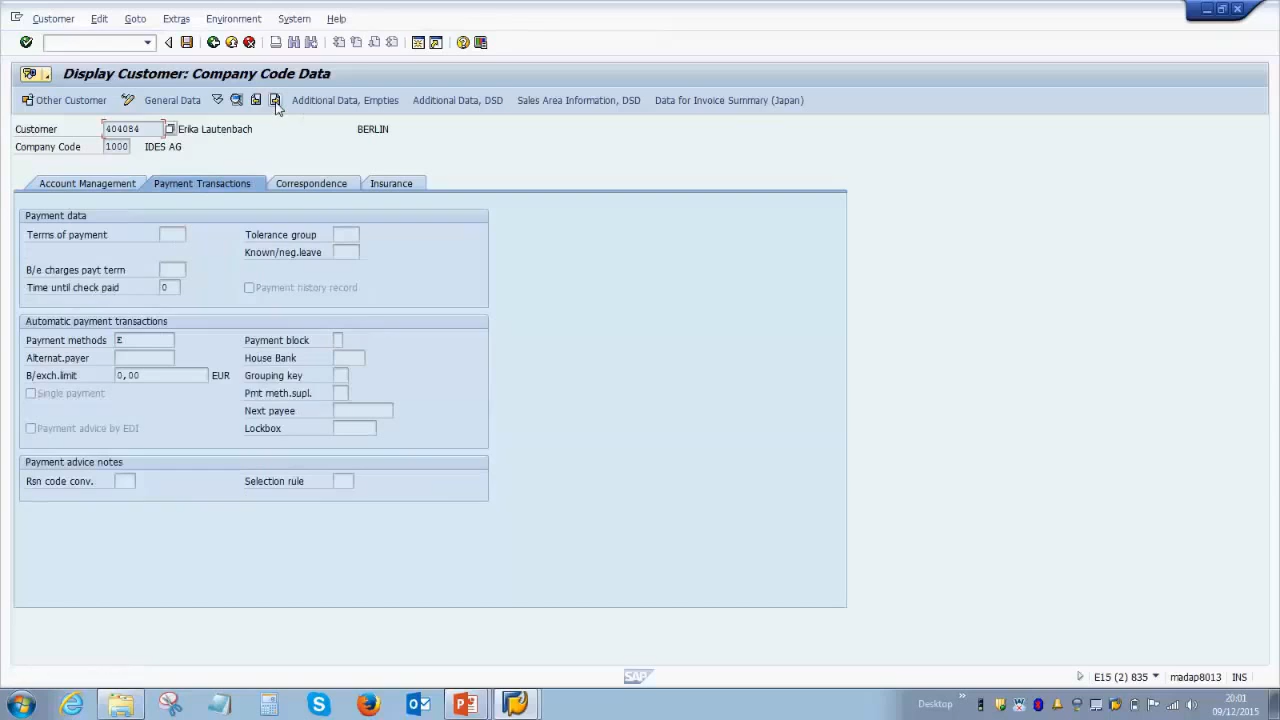 Customer Edit Goto Extras Environment System Help
Display Customer: Company Code Data
Other Customer General Data Additional Data, Empties Additional Data, DSD Sales Area Information, DSD Data for Invoice Summary (Japan)
Customer 404084 Erika Lautenbach BERLIN
Company Code 1000 IDES AG
Account Management Payment Transactions Correspondence Insurance
Payment data
Terms of payment Tolerance group
Known/neg.leave
B/e charges payt term
Time until check paid 0 Payment history record
Automatic payment transactions
Payment methods E Payment block
Alternat.payer House Bank
B/exch.limit 0,00 EUR Grouping key
Single payment Pmt meth.supl.
Next payee
Payment advice by EDI Lockbox
Payment advice notes
Rsn code conv. Selection rule
SAP E15 (2) 835 madap8013 INS
Desktop 20:01
09/12/2015